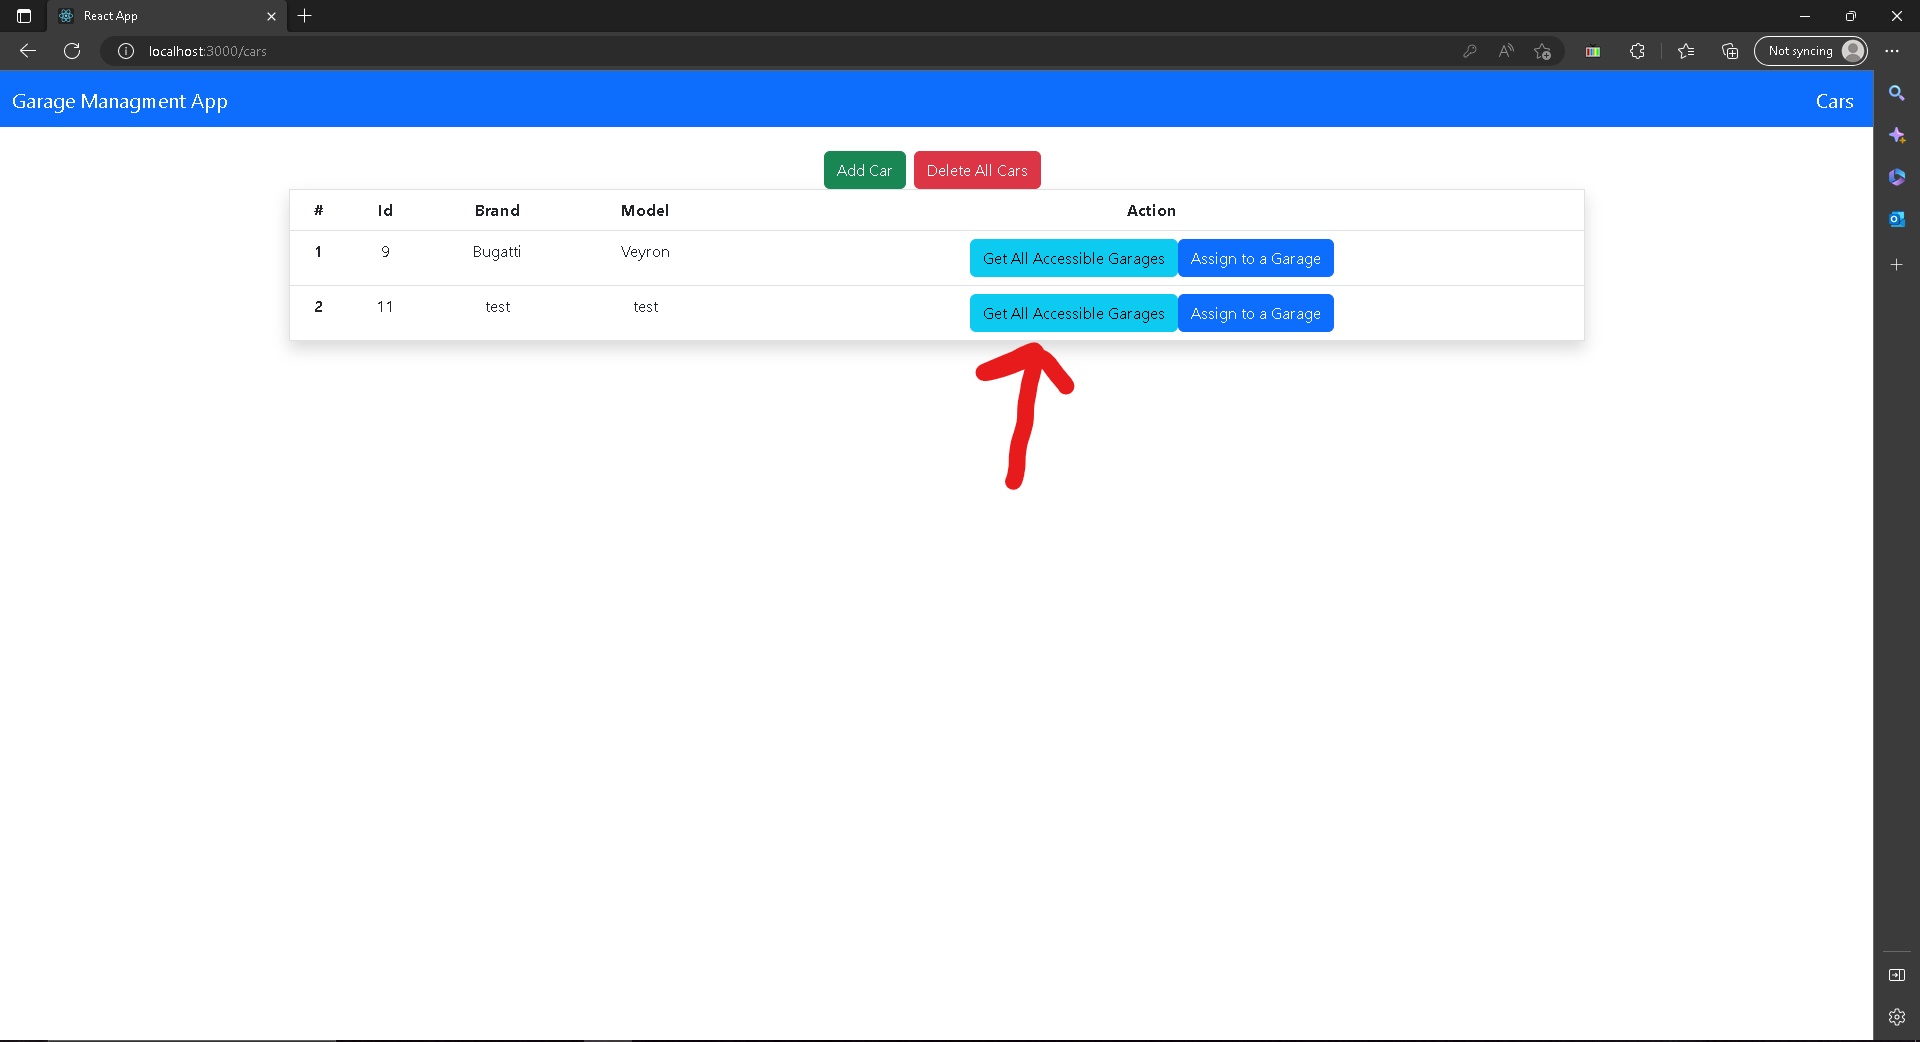 React App
localhost:3000/cars
Not syncing
Garage Managment App
Cars
Add Car
Delete All Cars
# Id Brand Model Action
1 9 Bugatti Veyron Get All Accessible Garages Assign to a Garage
2 11 test test Get All Accessible Garages Assign to a Garage